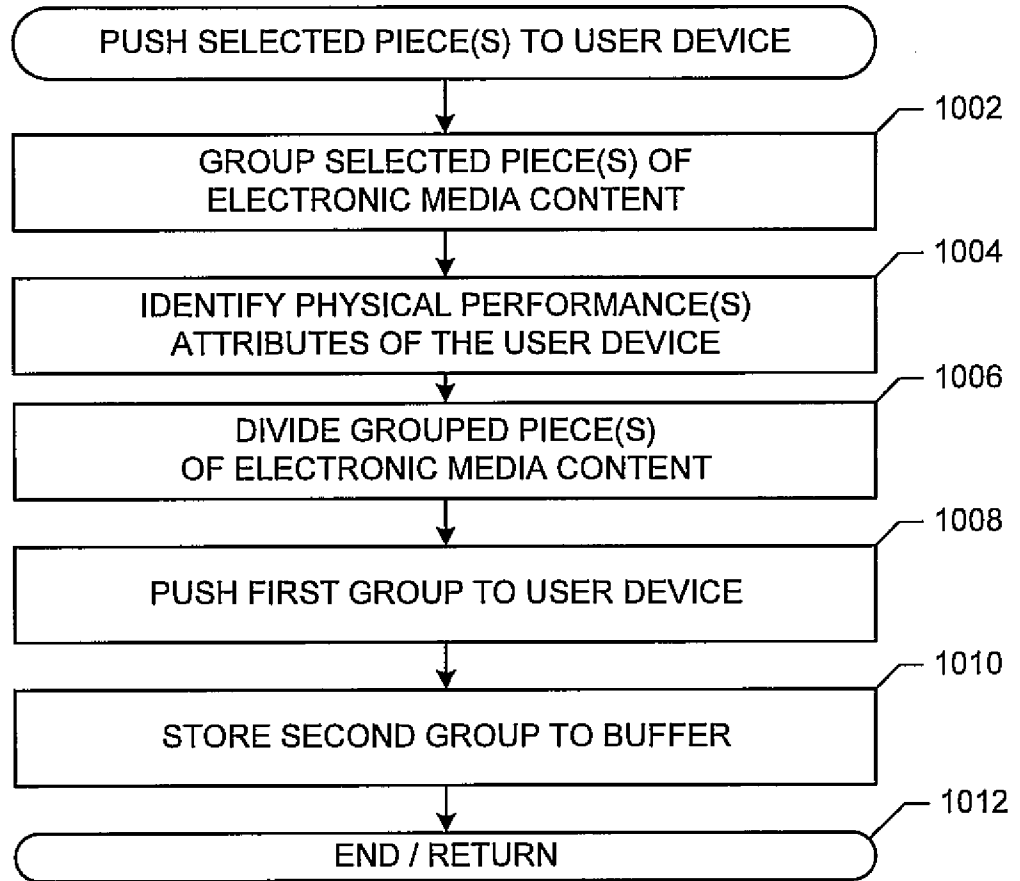 PUSH SELECTED PIECE(S) TO USER DEVICE
1002
GROUP SELECTED PIECE(S) OF
ELECTRONIC MEDIA CONTENT
1004
IDENTIFY PHYSICAL PERFORMANCE(S)
ATTRIBUTES OF THE USER DEVICE
1006
DIVIDE GROUPED PIECE(S)
OF ELECTRONIC MEDIA CONTENT
1008
PUSH FIRST GROUP TO USER DEVICE
1010
STORE SECOND GROUP TO BUFFER
1012
END / RETURN